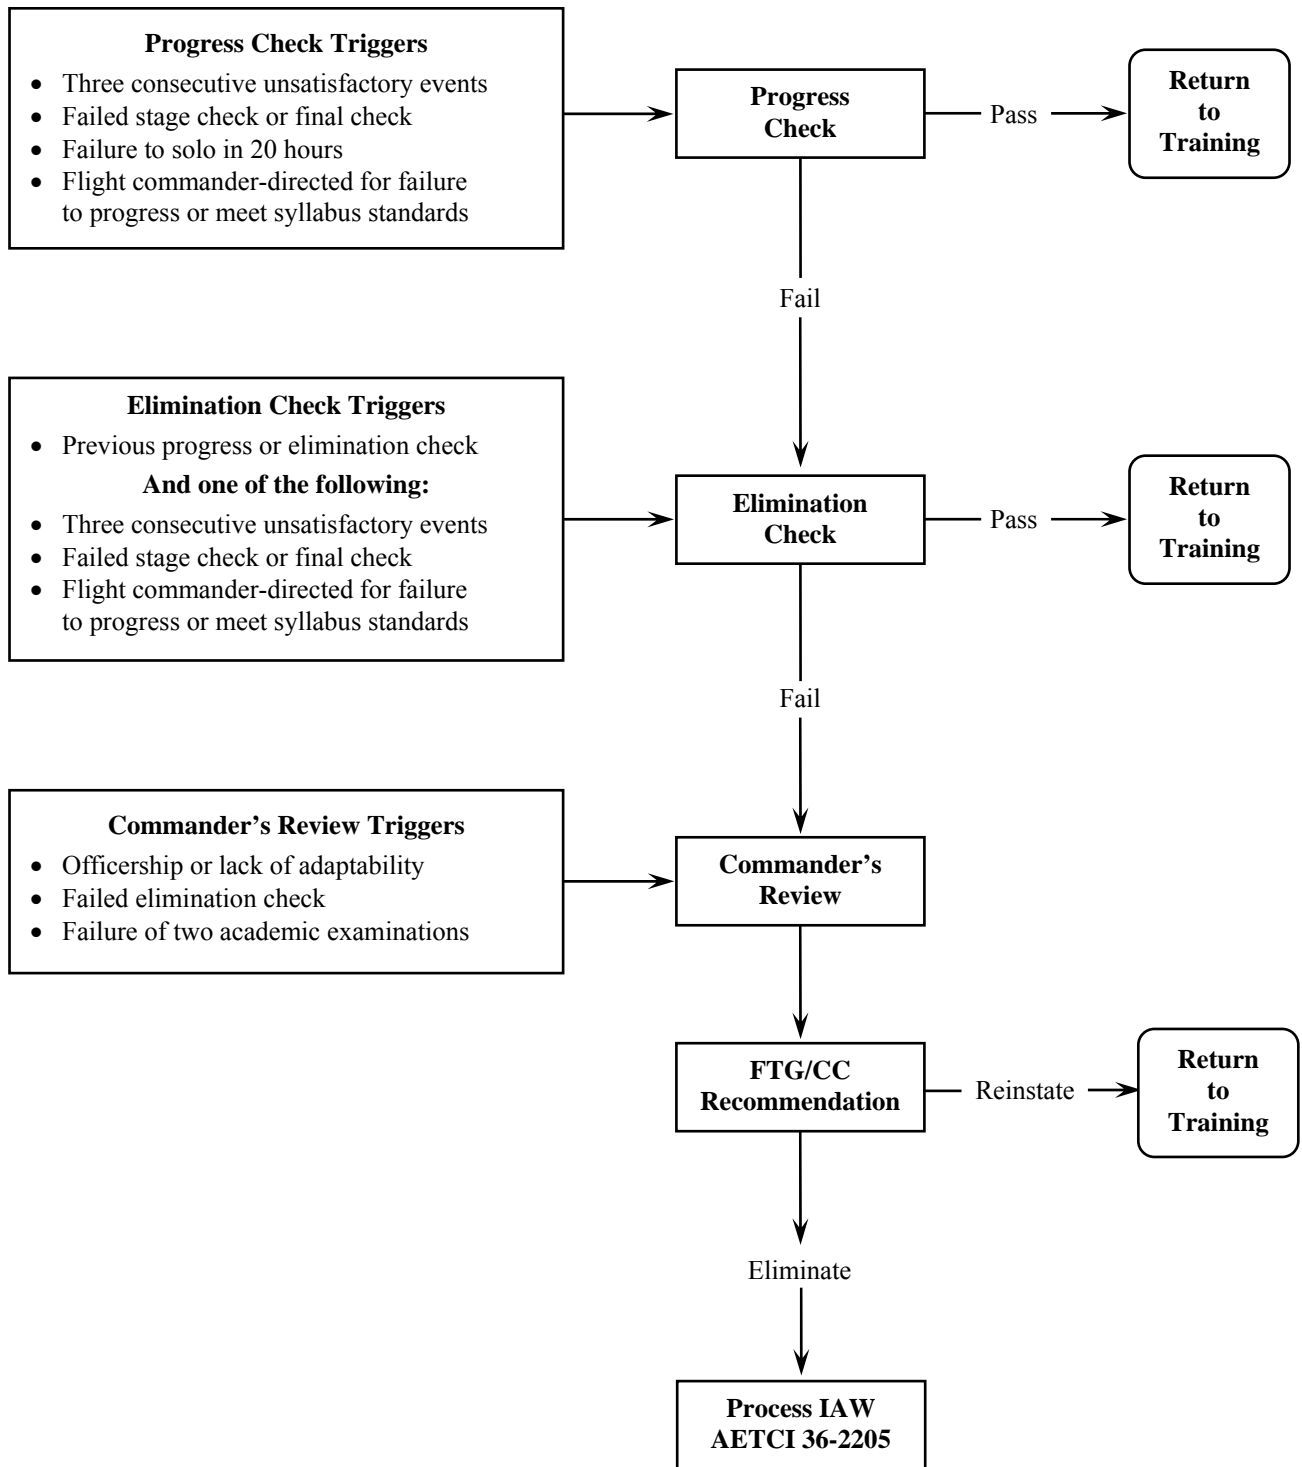 Progress Check Triggers
• Three consecutive unsatisfactory events
• Failed stage check or final check
• Failure to solo in 20 hours
• Flight commander-directed for failure
to progress or meet syllabus standards
Progress
Check
Pass
Return
to
Training
Fail
Elimination Check Triggers
• Previous progress or elimination check
And one of the following:
• Three consecutive unsatisfactory events
• Failed stage check or final check
• Flight commander-directed for failure
to progress or meet syllabus standards
Elimination
Check
Pass
Return
to
Training
Fail
Commander’s Review Triggers
• Officership or lack of adaptability
• Failed elimination check
• Failure of two academic examinations
Commander’s
Review
FTG/CC
Recommendation
Reinstate
Return
to
Training
Eliminate
Process IAW
AETCI 36-2205